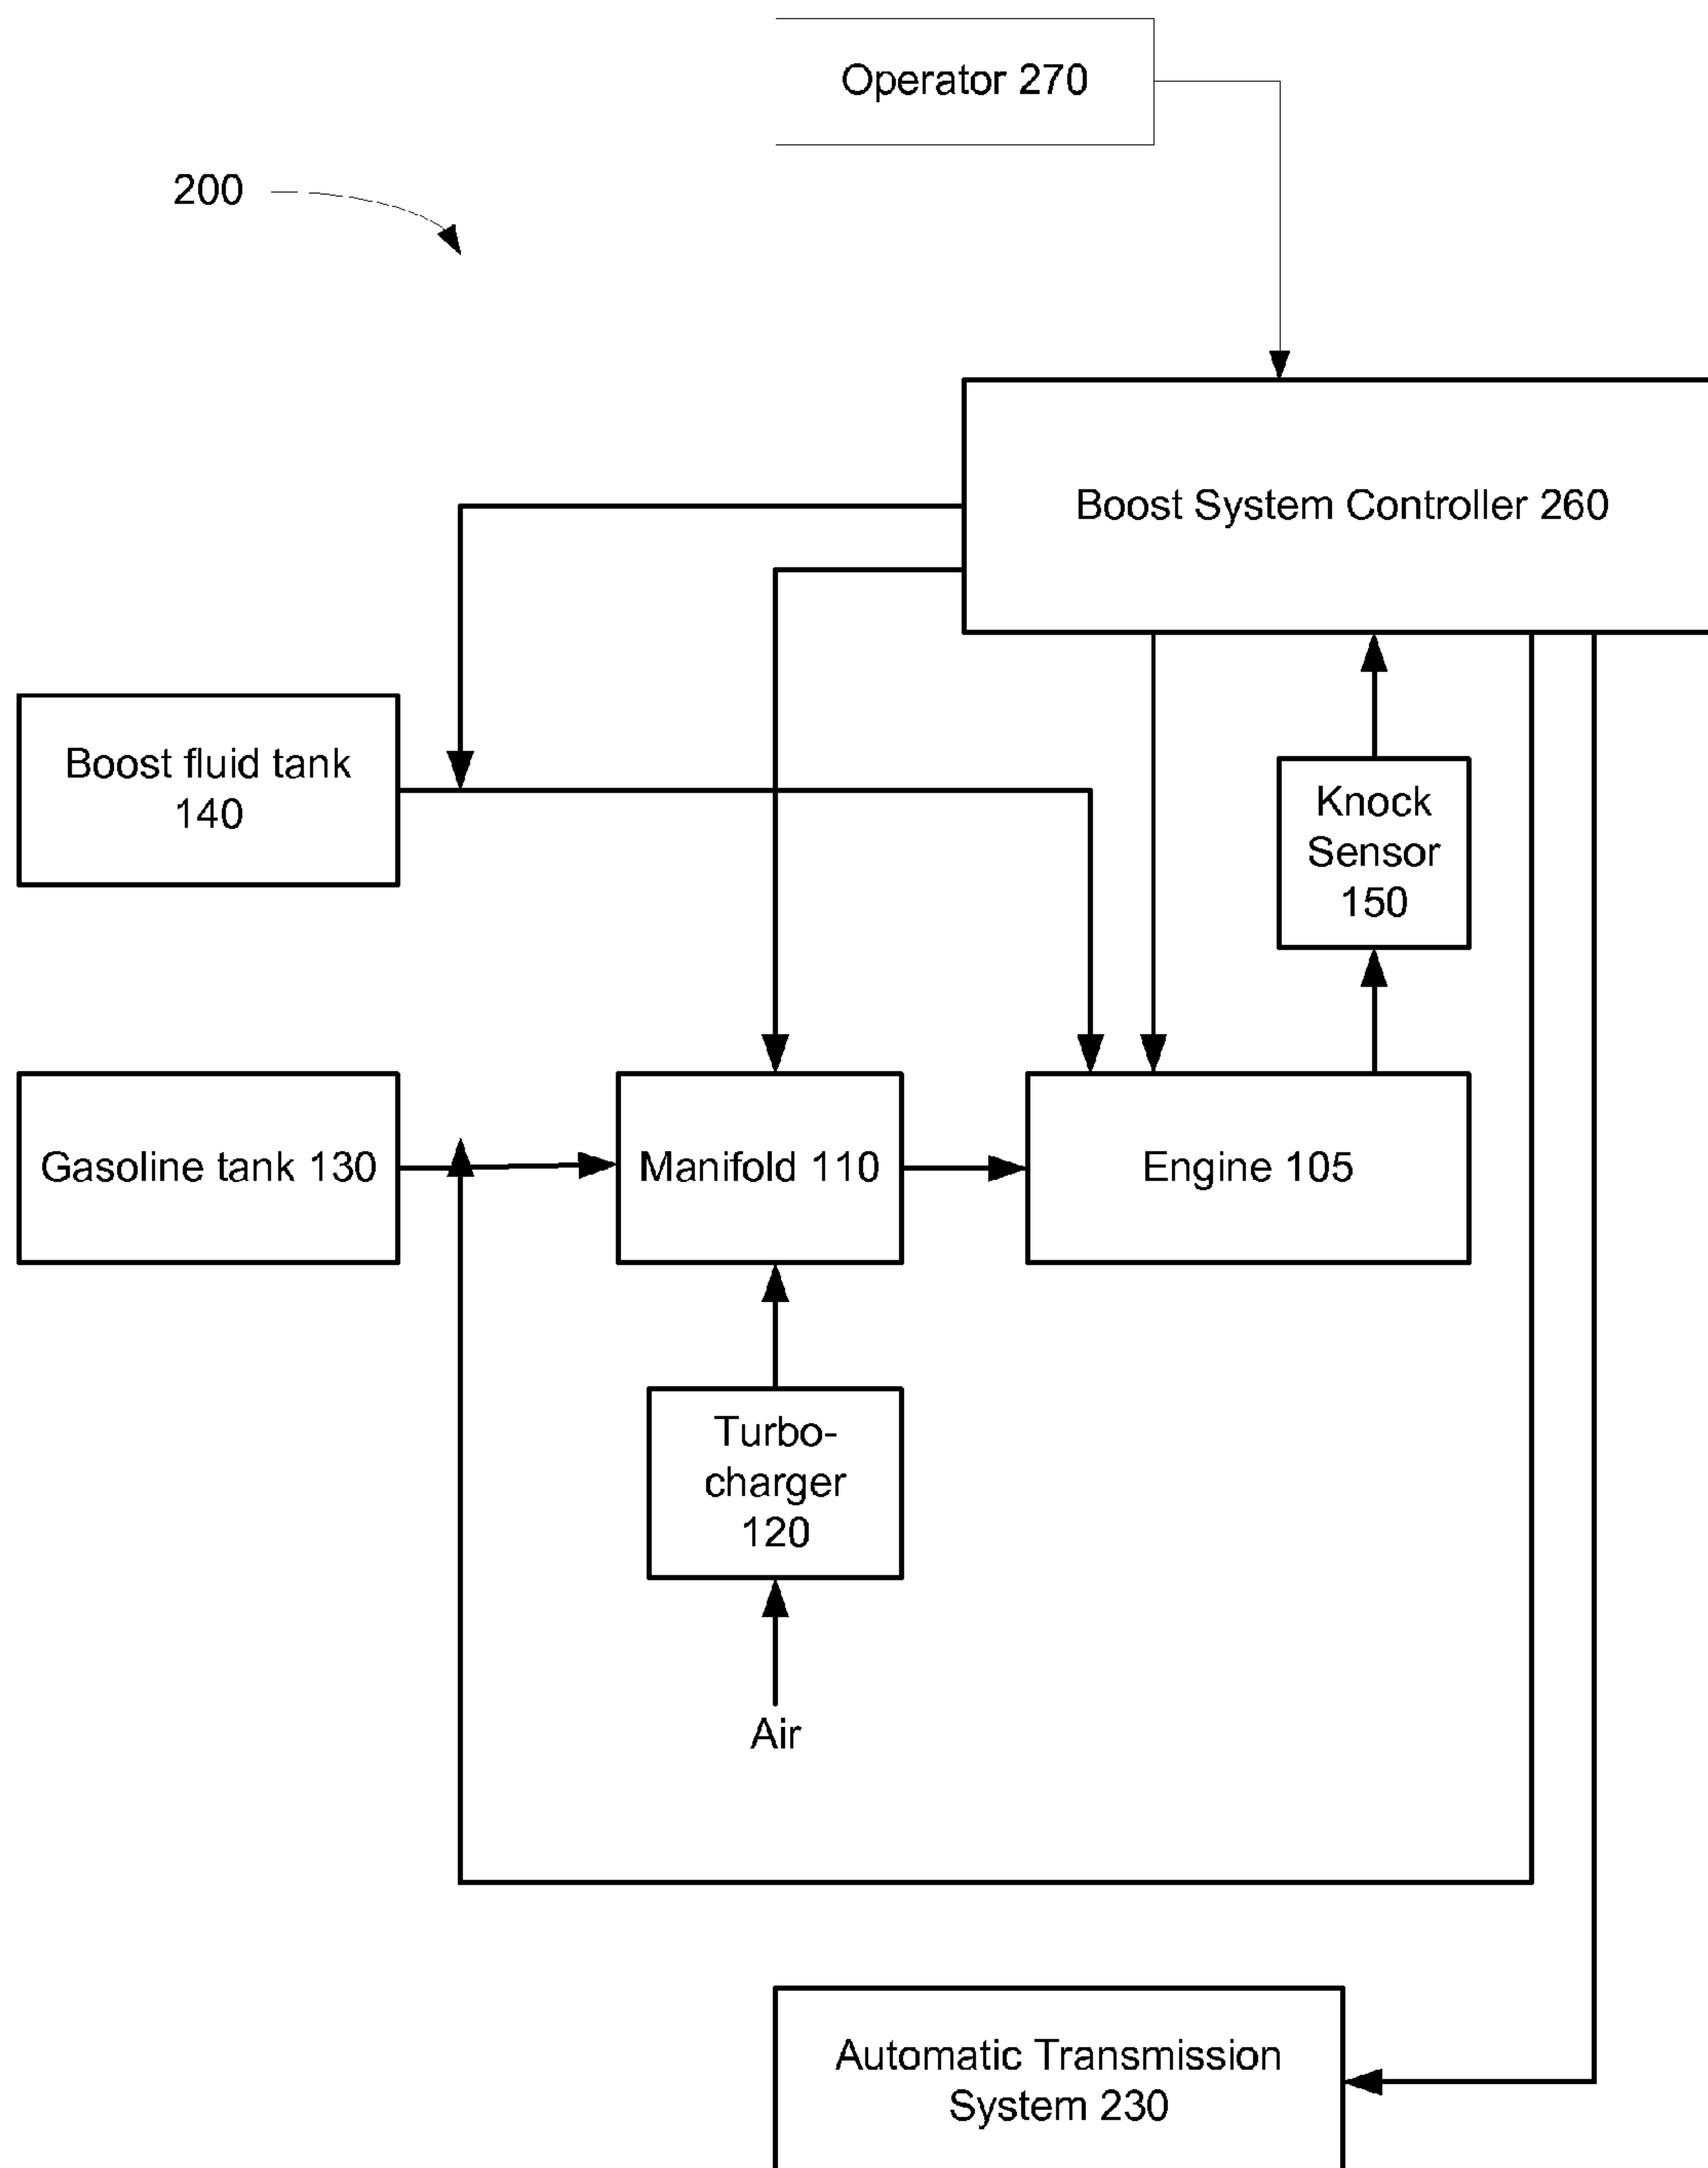 Operator 270
200
Boost System Controller 260
Boost fluid tank
140
Knock
Sensor
150
Gasoline tank 130
Manifold 110
Engine 105
Turbo-
charger
120
Air
Automatic Transmission
System 230